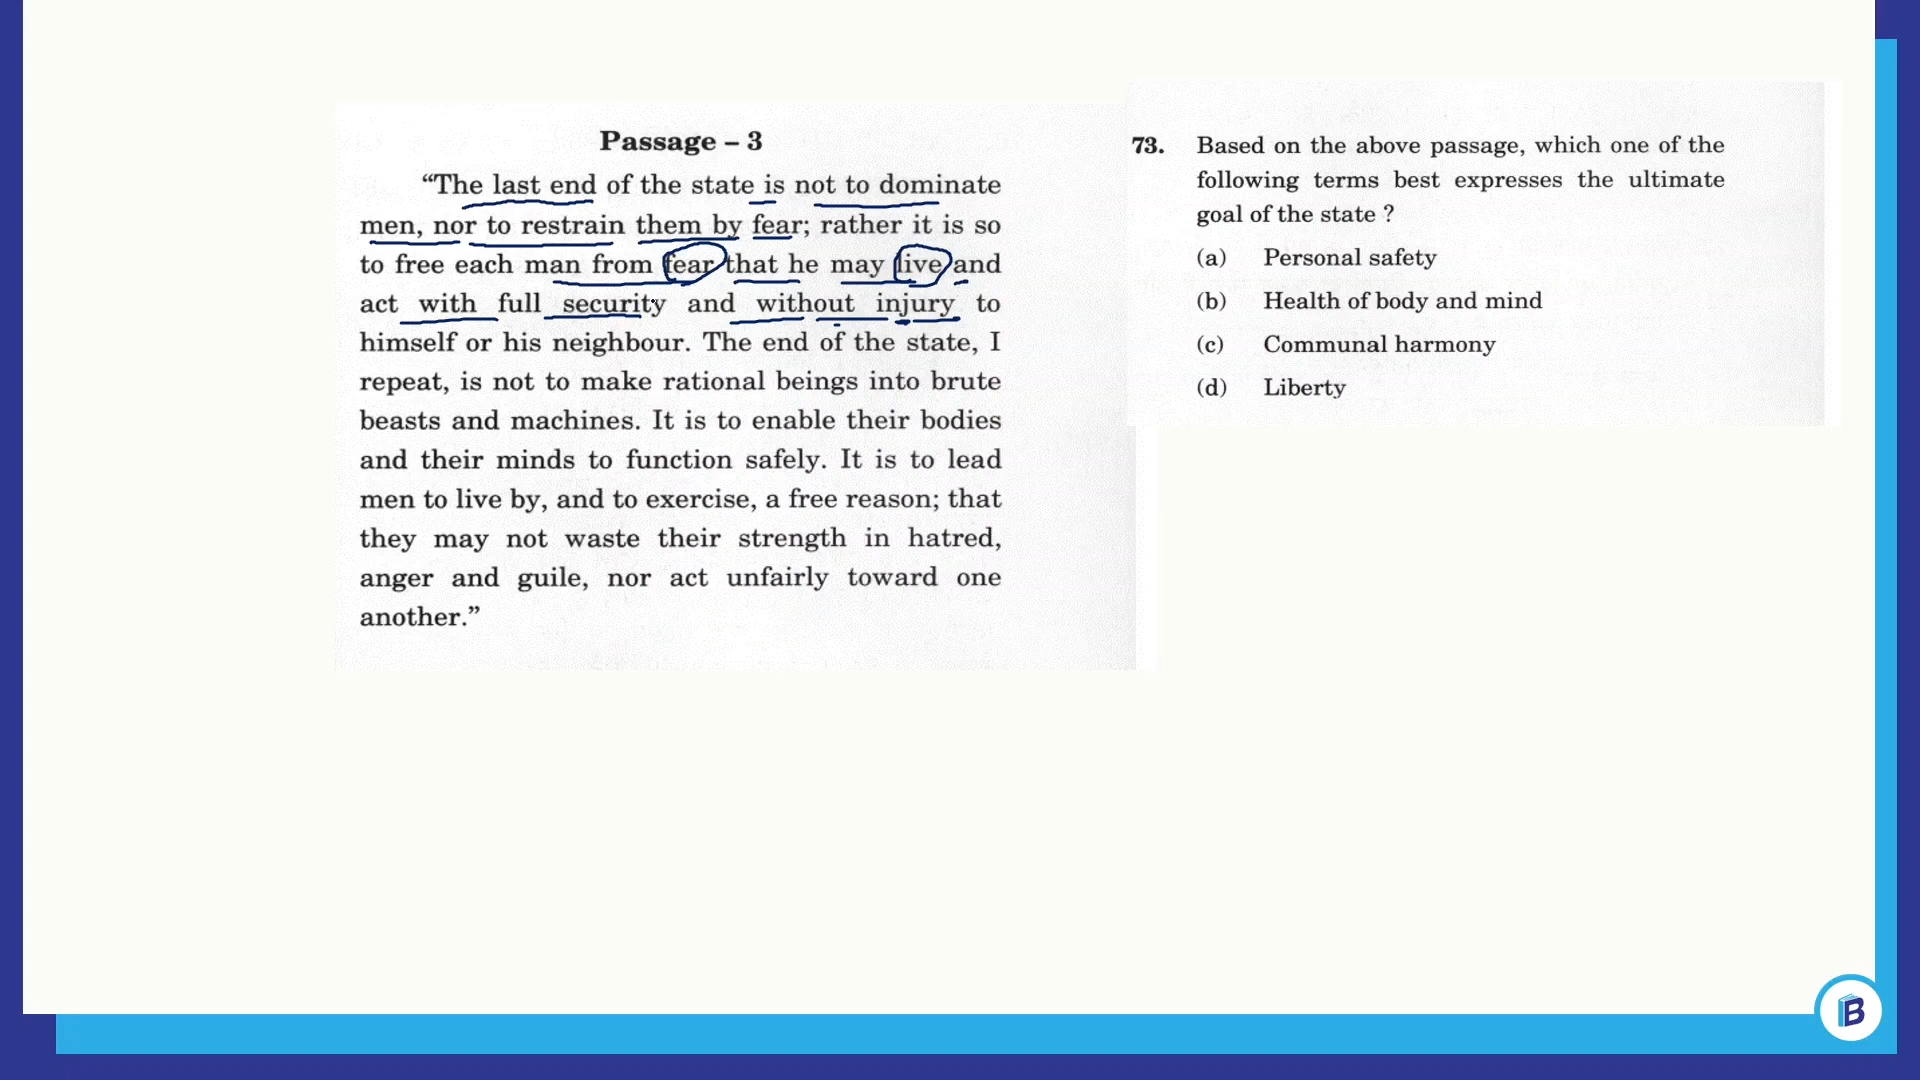 Passage – 3
“The last end of the state is not to dominate
men, nor to restrain them by fear; rather it is so
to free each man from fear that he may live and
act with full security and without injury to
himself or his neighbour. The end of the state, I
repeat, is not to make rational beings into brute
beasts and machines. It is to enable their bodies
and their minds to function safely. It is to lead
men to live by, and to exercise, a free reason; that
they may not waste their strength in hatred,
anger and guile, nor act unfairly toward one
another.”
73. Based on the above passage, which one of the
following terms best expresses the ultimate
goal of the state ?
(a) Personal safety
(b) Health of body and mind
(c) Communal harmony
(d) Liberty
B